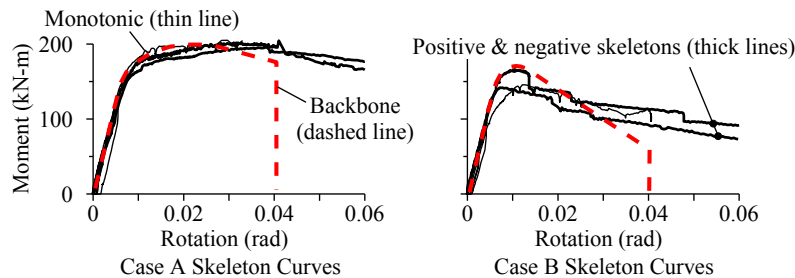 Monotonic (thin line)
200
100
0
Moment (kN-m)
Backbone
(dashed line)
0 0.02 0.04 0.06
Rotation (rad)
Case A Skeleton Curves
Positive & negative skeletons (thick lines)
200
100
0
0 0.02 0.04 0.06
Rotation (rad)
Case B Skeleton Curves